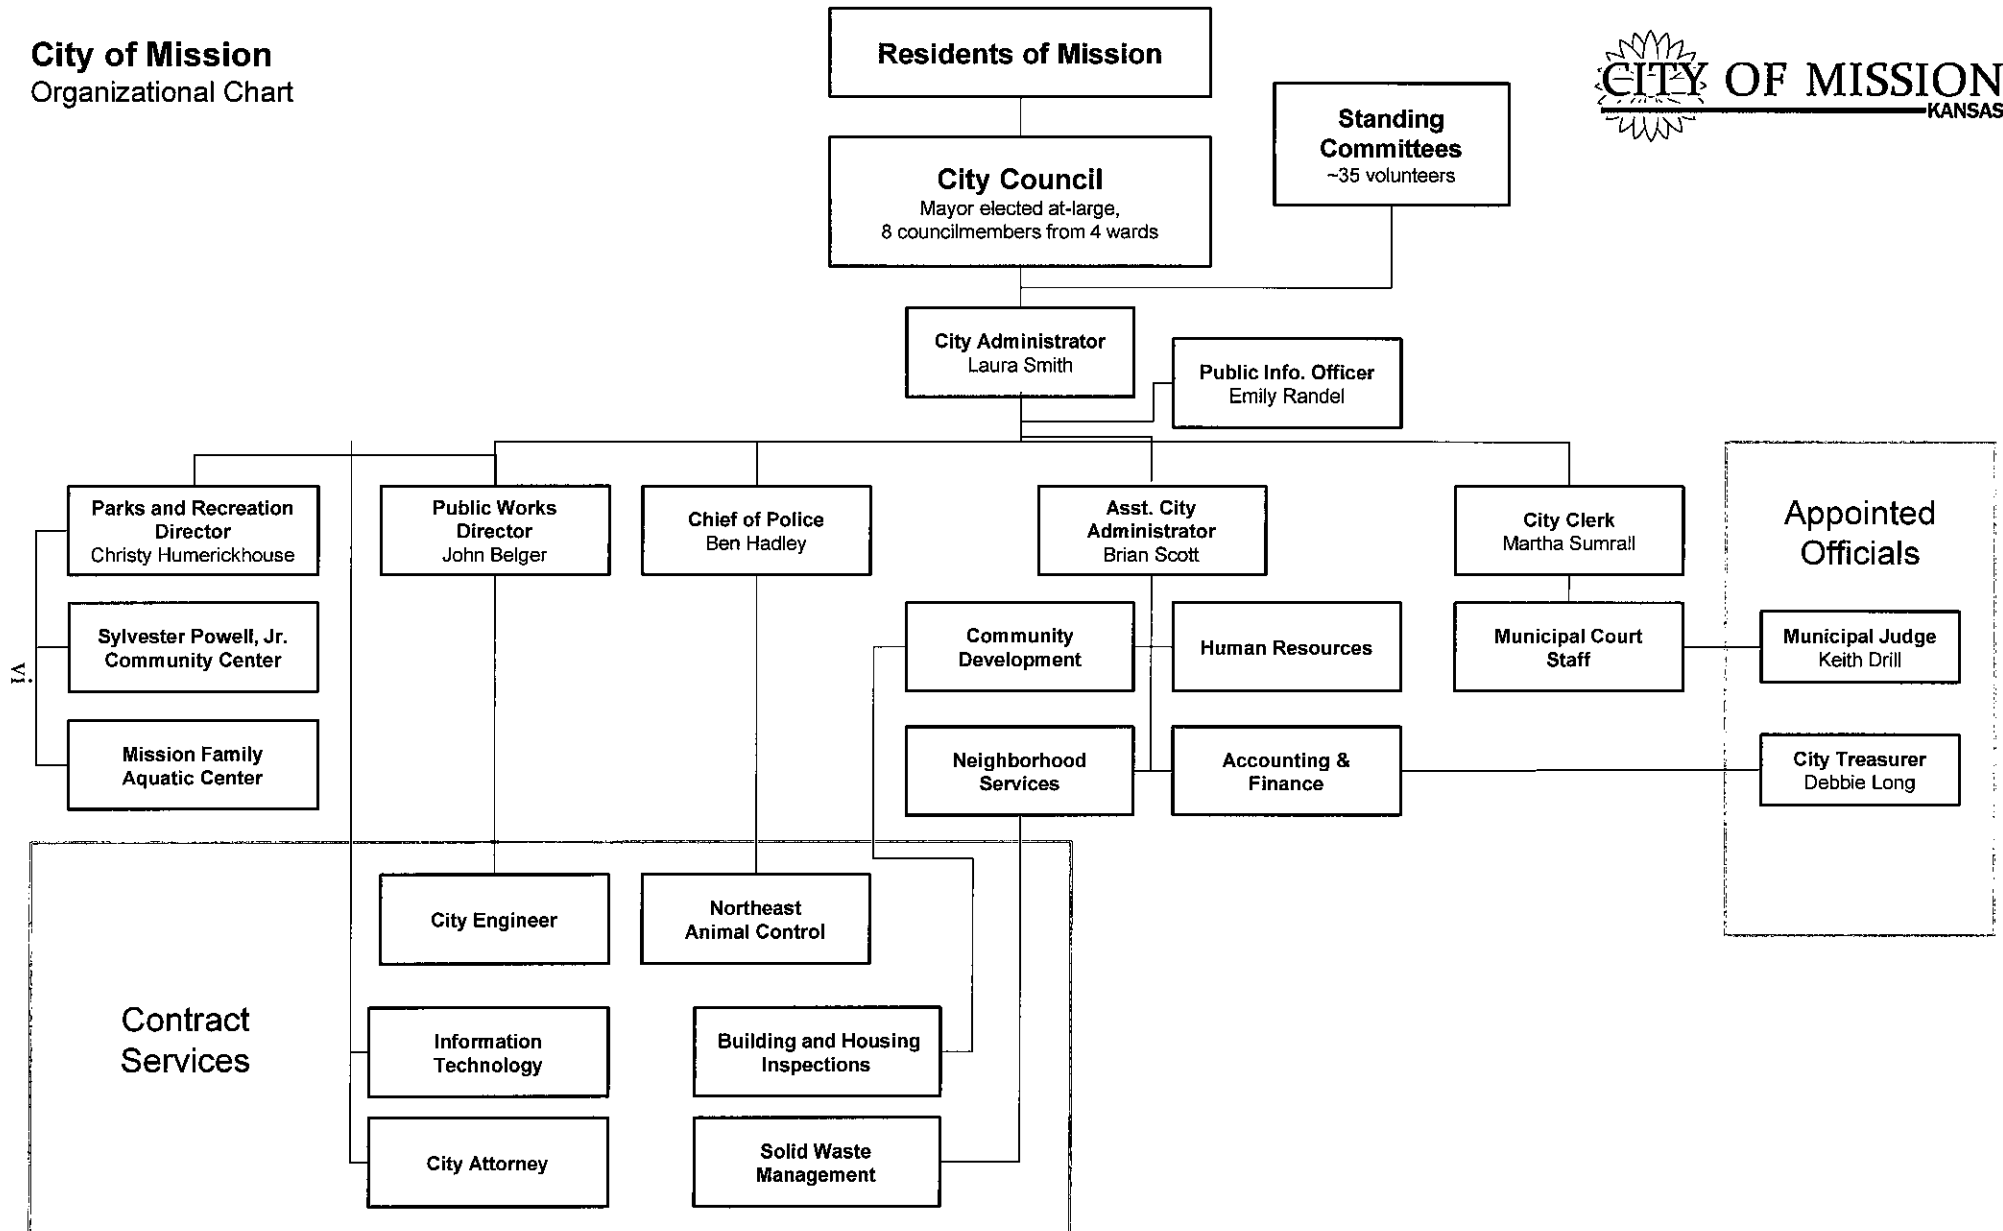 City of Mission
Organizational Chart
Residents of Mission
CITY OF MISSION
KANSAS
Standing
Committees
~35 volunteers
City Council
Mayor elected at-large,
8 councilmembers from 4 wards
City Administrator
Laura Smith
Public Info. Officer
Emily Randel
Parks and Recreation
Director
Christy Humerickhouse
Public Works
Director
John Belger
Chief of Police
Ben Hadley
Asst. City
Administrator
Brian Scott
City Clerk
Martha Sumrall
Appointed
Officials
Sylvester Powell, Jr.
Community Center
Community
Development
Human Resources
Municipal Court
Staff
Municipal Judge
Keith Drill
vi
Mission Family
Aquatic Center
Neighborhood
Services
Accounting &
Finance
City Treasurer
Debbie Long
City Engineer
Northeast
Animal Control
Contract
Services
Information
Technology
Building and Housing
Inspections
City Attorney
Solid Waste
Management